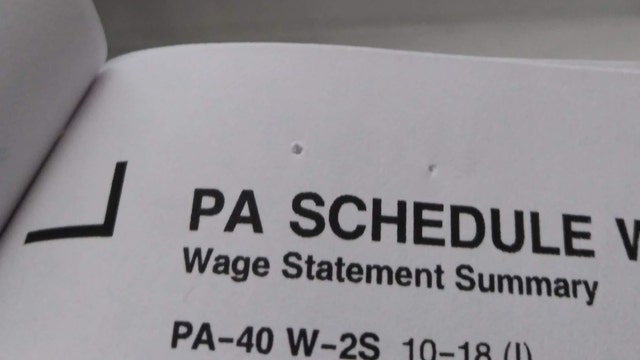 PA SCHEDULE W
Wage Statement Summary
PA-40 W-2S 10-18 (I)